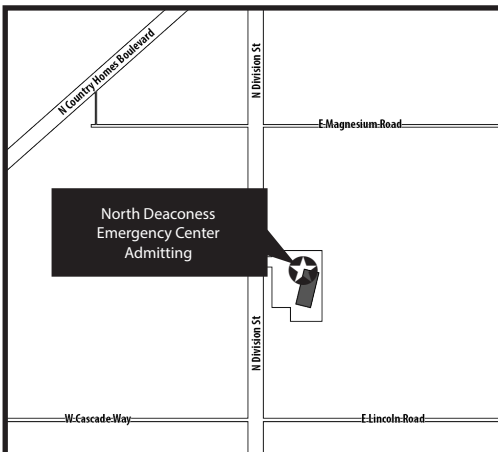 N Country Homes Boulevard
N Division St
E Magnesium Road
North Deaconess
Emergency Center
Admitting
N Division St
W Cascade Way
E Lincoln Road